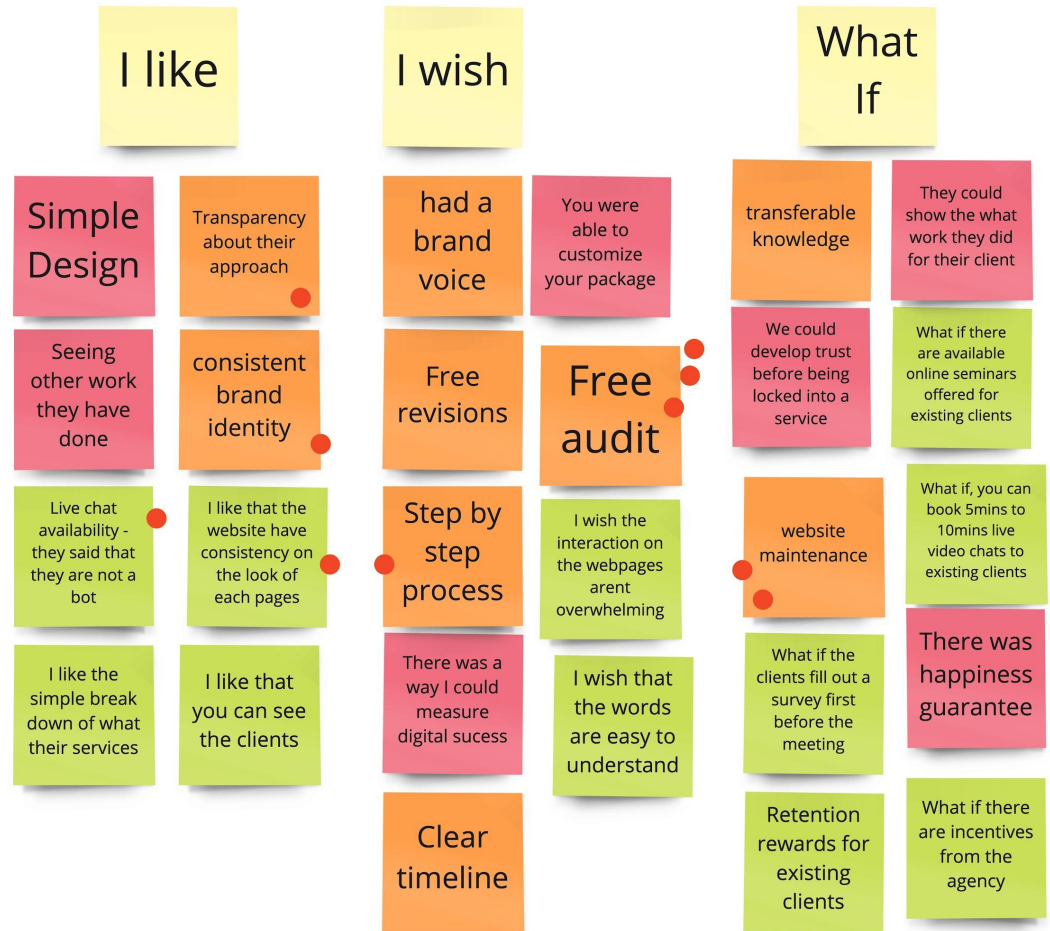 I like
Simple
Design
Transparency
about their
approach
Seeing
other work
they have
done
consistent
brand
identity
Live chat
availability -
they said that
they are not a
bot
I like that the
website have
consistency on
the look of
each pages
I like the
simple break
down of what
their services
I like that
you can see
the clients
I wish
had a
brand
voice
You were
able to
customize
your package
Free
revisions
Free
audit
Step by
step
process
I wish the
interaction on
the webpages
arent
overwhelming
There was a
way I could
measure
digital sucess
I wish that
the words
are easy to
understand
Clear
timeline
What
If
transferable
knowledge
They could
show the what
work they did
for their client
We could
develop trust
before being
locked into a
service
What if there
are available
online seminars
offered for
existing clients
website
maintenance
What if, you can
book 5mins to
10mins live
video chats to
existing clients
What if the
clients fill out a
survey first
before the
meeting
There was
happiness
guarantee
Retention
rewards for
existing
clients
What if there
are incentives
from the
agency